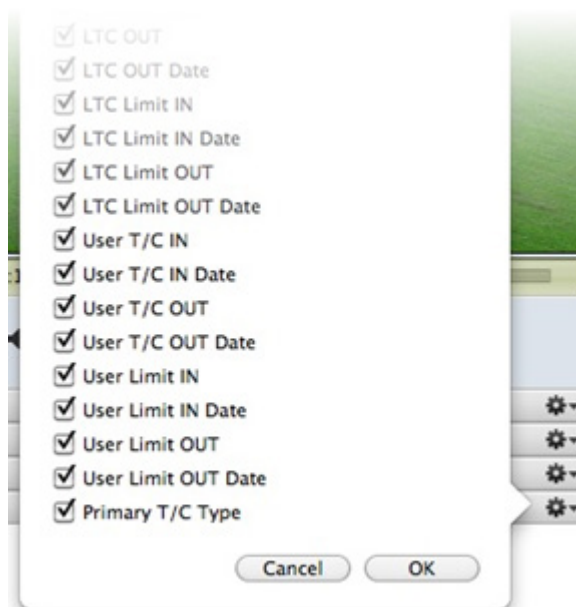 LTC OUT
LTC OUT Date
LTC Limit IN
LTC Limit IN Date
LTC Limit OUT
LTC Limit OUT Date
User T/C IN
User T/C IN Date
User T/C OUT
User T/C OUT Date
User Limit IN
User Limit IN Date
User Limit OUT
User Limit OUT Date
Primary T/C Type
Cancel OK